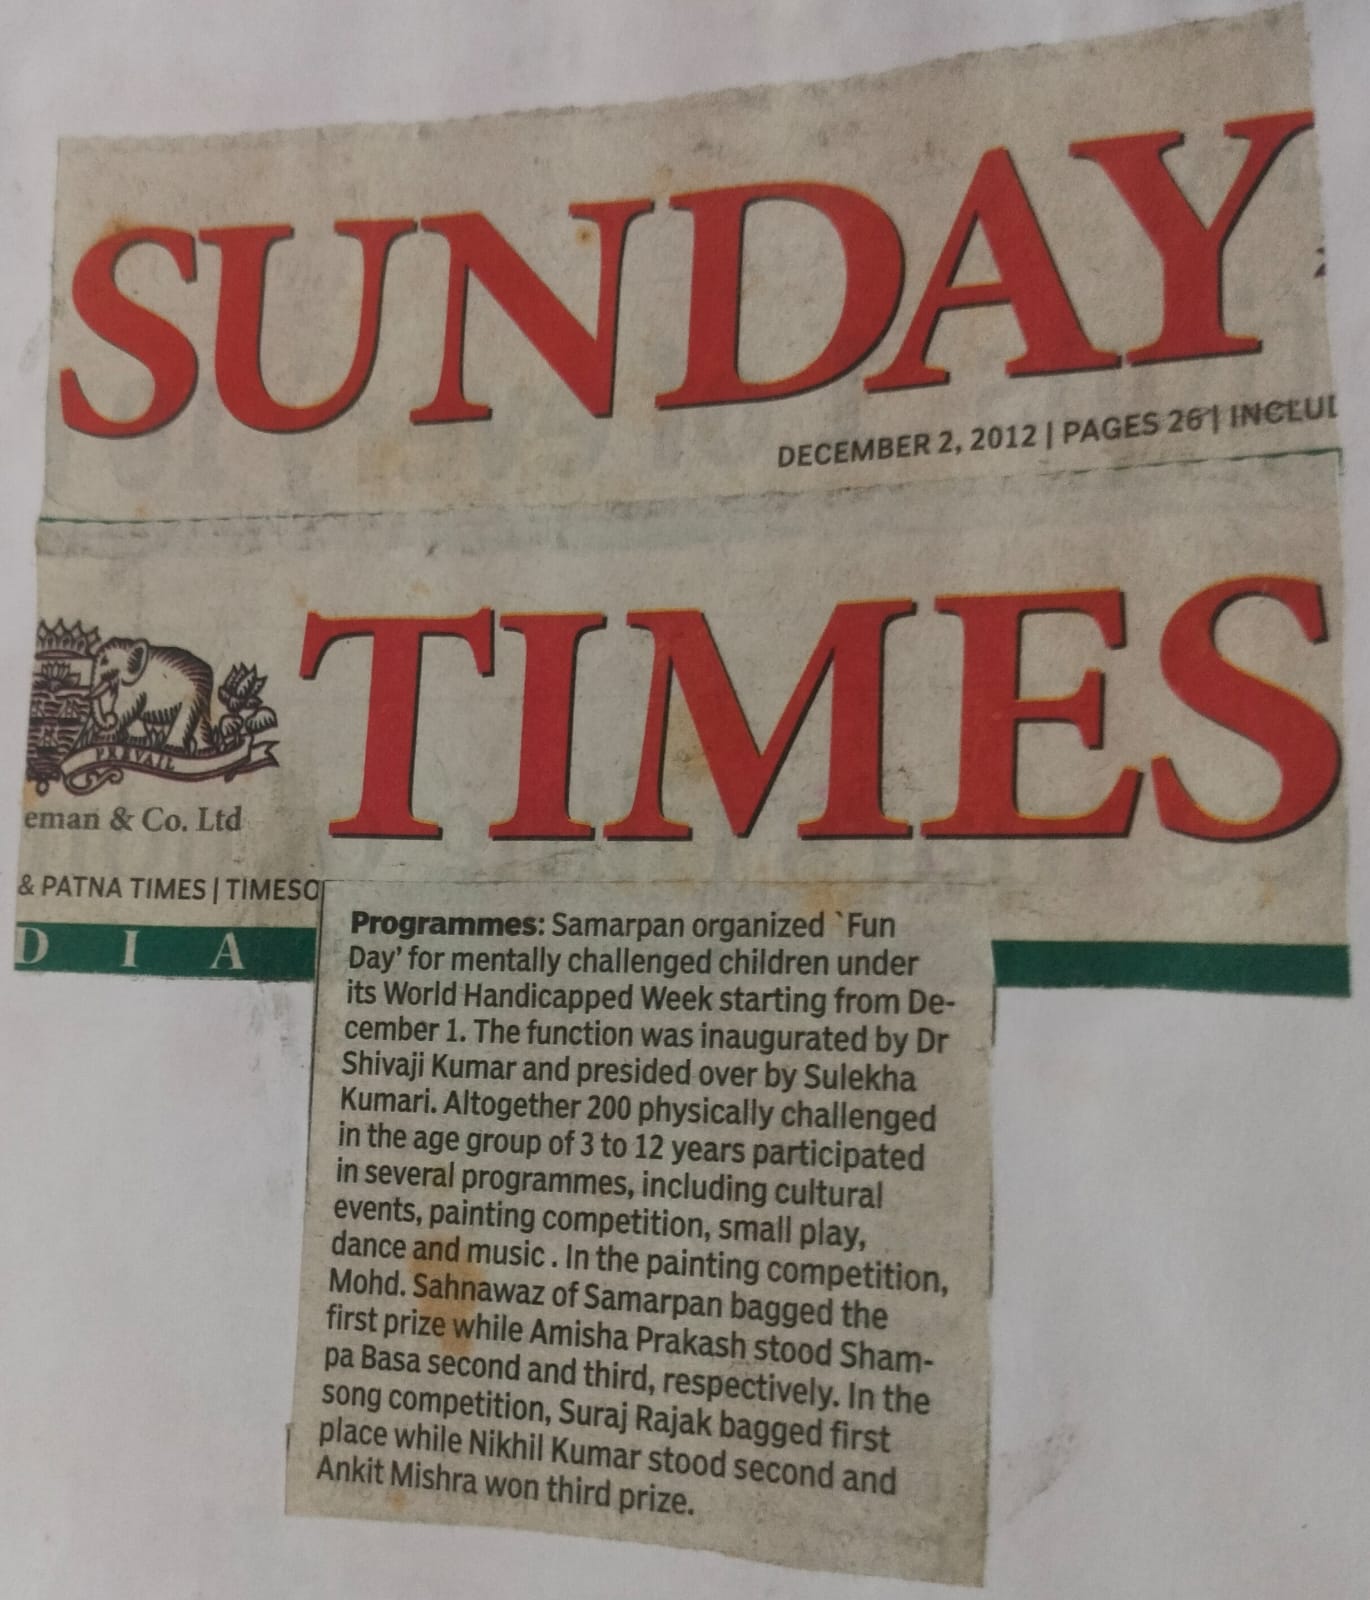 SUNDAY
DECEMBER 2, 2012 | PAGES 26 |
TIMES
PREVAIL
eman & Co. Ltd
& PATNA TIMES |
D I A
Programmes: Samarpan organized `Fun
Day' for mentally challenged children under
its World Handicapped Week starting from De-
cember 1. The function was inaugurated by Dr
Shivaji Kumar and presided over by Sulekha
Kumari. Altogether 200 physically challenged
in the age group of 3 to 12 years participated
in several programmes, including cultural
events, painting competition, small play,
dance and music . In the painting competition,
Mohd. Sahnawaz of Samarpan bagged the
first prize while Amisha Prakash stood Sham-
pa Basa second and third, respectively. In the
song competition, Suraj Rajak bagged first
place while Nikhil Kumar stood second and
Ankit Mishra won third prize.